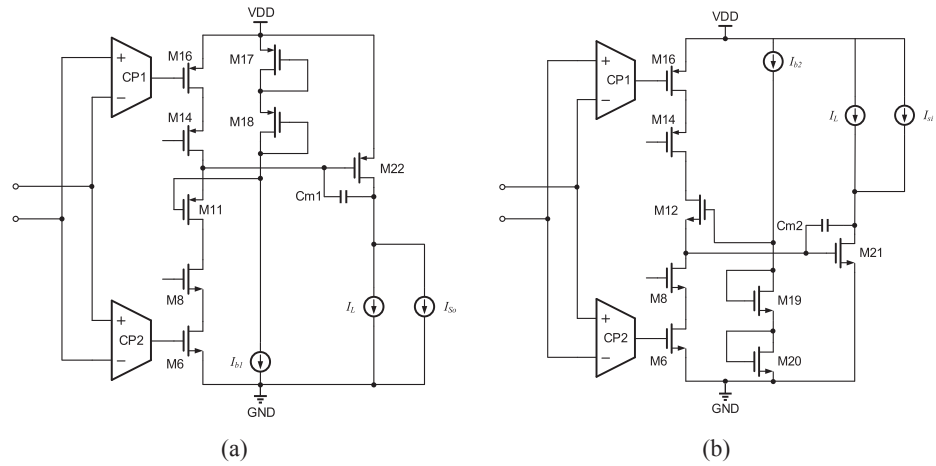 VDD
M16
M17
CP1
+
−
M14
M18
M22
Cm1
M11
M8
CP2
+
−
M6
I_b1
I_L
I_So
GND
(a)
VDD
M16
I_b2
CP1
+
−
M14
I_L
I_si
M12
Cm2
M21
M8
M19
CP2
+
−
M6
M20
GND
(b)